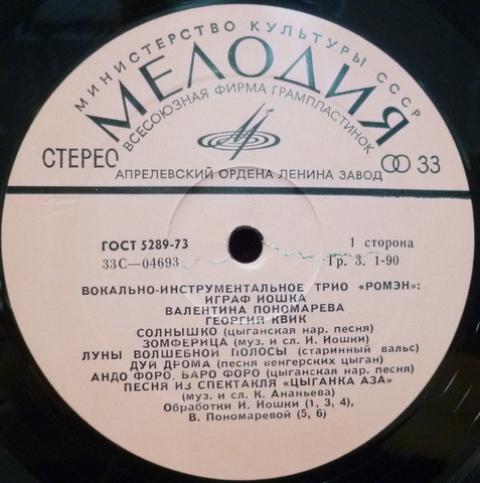 МИНИСТЕРСТВО КУЛЬТУРЫ СССР
МЕЛОДИЯ
ВСЕСОЮЗНАЯ ФИРМА ГРАМПЛАСТИНОК
СТЕРЕО 33
АПРЕЛЕВСКИЙ ОРДЕНА ЛЕНИНА ЗАВОД
ГОСТ 5289-73 1 сторона
33С—04693 Гр. 3. 1-90
ВОКАЛЬНО-ИНСТРУМЕНТАЛЬНОЕ ТРИО «РОМЭН»:
ИГРАФ ИОШКА
ВАЛЕНТИНА ПОНОМАРЕВА
ГЕОРГИЙ КВИК
СОЛНЫШКО (цыганская нар. песня)
ЗОМФЕРИЦА (муз. и сл. И. Иошки)
ЛУНЫ ВОЛШЕБНОЙ ПОЛОСЫ (старинный вальс)
ДУЙ ДРОМА (песня венгерских цыган)
АНДО ФОРО, БАРО ФОРО (цыганская нар. песня)
ПЕСНЯ ИЗ СПЕКТАКЛЯ «ЦЫГАНКА АЗА»
(муз. и сл. К. Ананьева)
Обработки И. Иошки (1, 3, 4),
В. Пономаревой (5, 6)